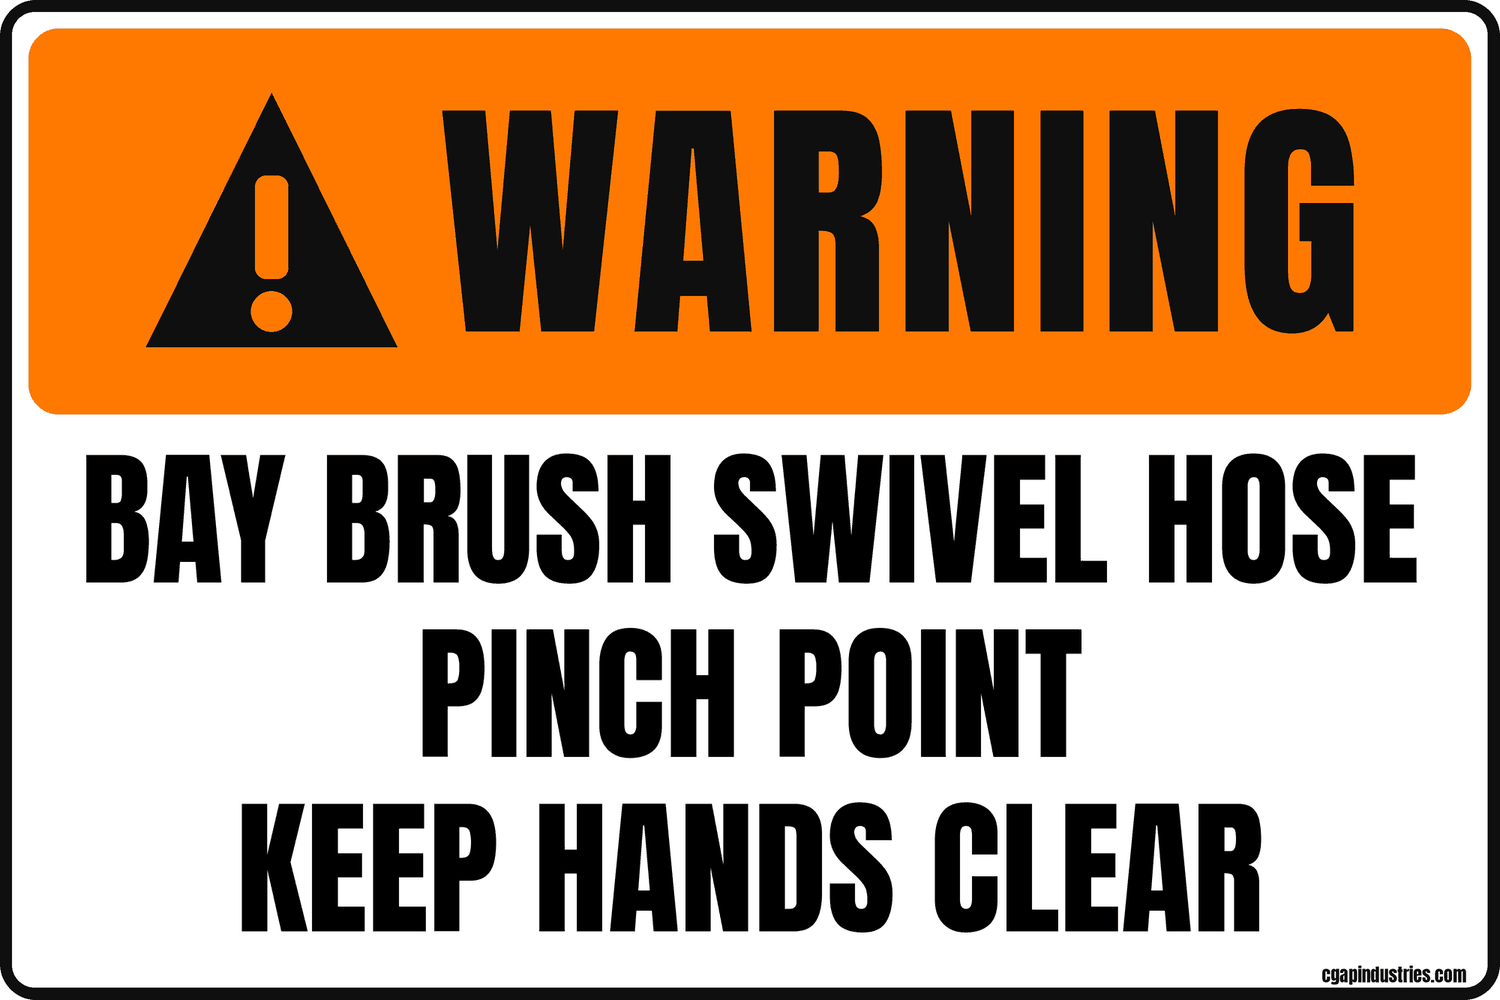 WARNING
BAY BRUSH SWIVEL HOSE
PINCH POINT
KEEP HANDS CLEAR
cgapindustries.com